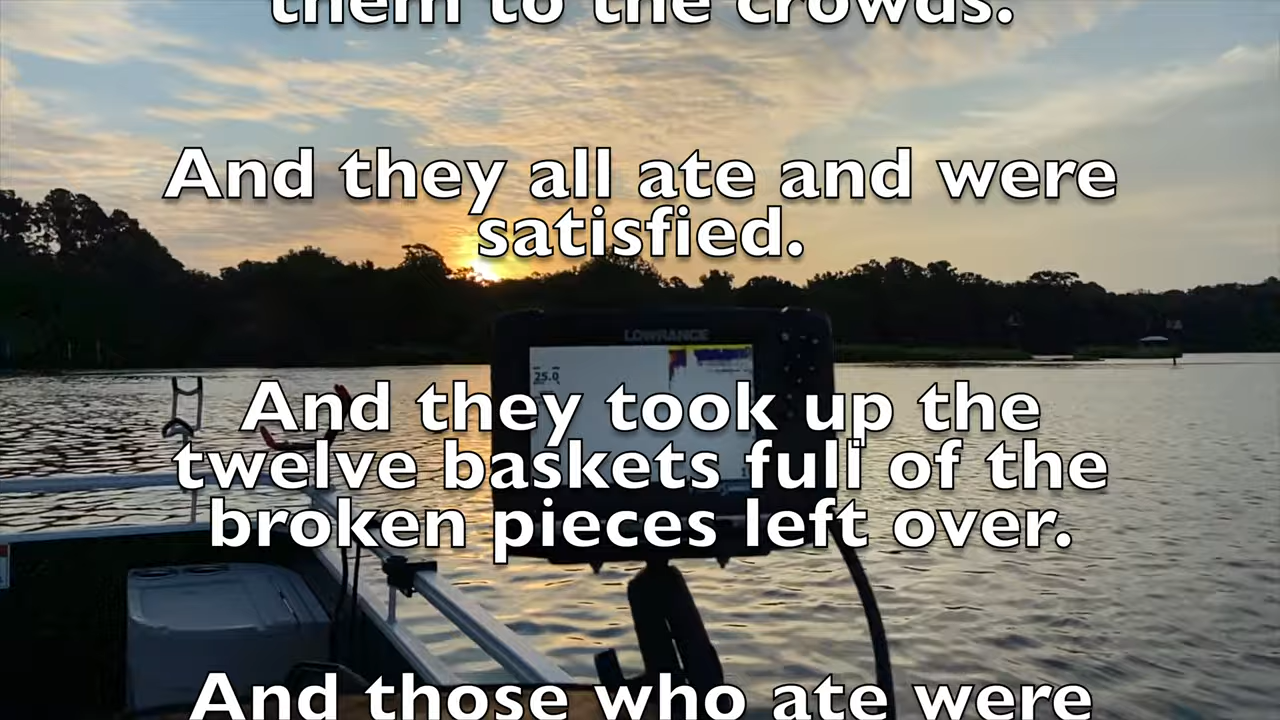 them to the crowds.
And they all ate and were
satisfied.
LOWRANCE
25.0
And they took up the
twelve baskets full of the
broken pieces left over.
And those who ate were